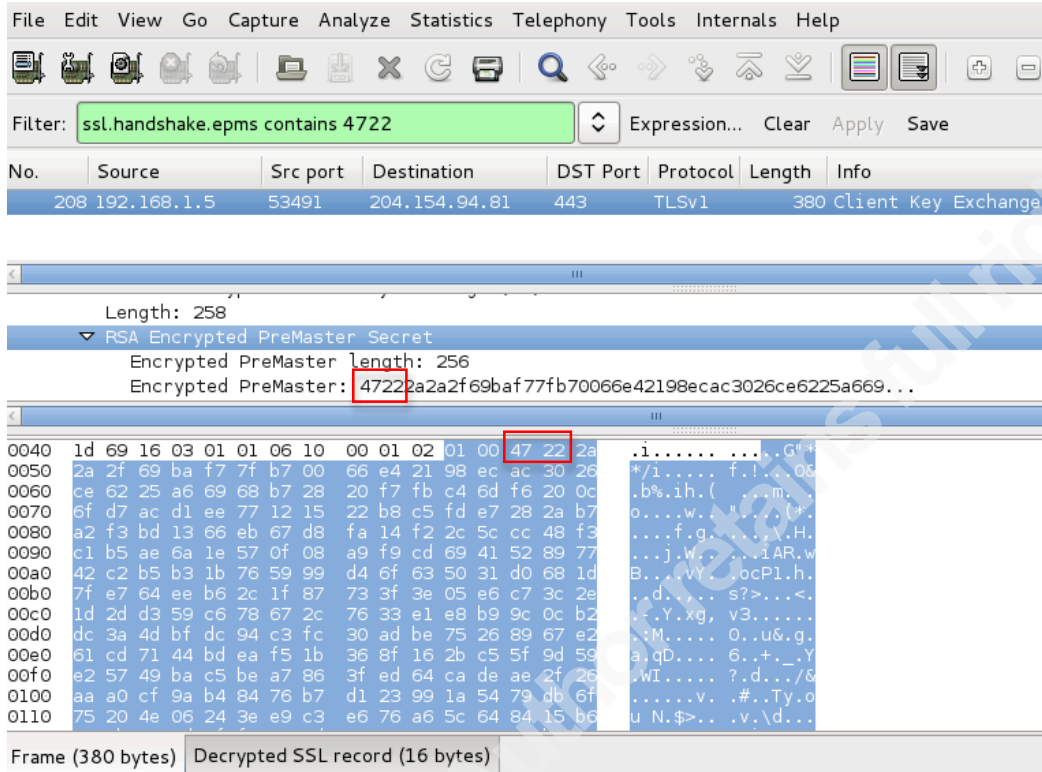 File Edit View Go Capture Analyze Statistics Telephony Tools Internals Help
Filter: ssl.handshake.epms contains 4722 Expression... Clear Apply Save
No. Source Src port Destination DST Port Protocol Length Info
208 192.168.1.5 53491 204.154.94.81 443 TLSv1 380 Client Key Exchange
Length: 258
RSA Encrypted PreMaster Secret
Encrypted PreMaster length: 256
Encrypted PreMaster: 47222a2a2f69baf77fb70066e42198ecac3026ce6225a669...
0040 1d 69 16 03 01 01 06 10 00 01 02 01 00 47 22 2a .i...... .....G"*
0050 2a 2f 69 ba f7 7f b7 00 66 e4 21 98 ec ac 30 26 */i..... f.!...0&
0060 ce 62 25 a6 69 68 b7 28 20 f7 fb c4 6d f6 20 0c .b%.ih.( ...m. .
0070 6f d7 ac d1 ee 77 12 15 22 b8 c5 fd e7 28 2a b7 o....w.. "....(*.
0080 a2 f3 bd 13 66 eb 67 d8 fa 14 f2 2c 5c cc 48 f3 ....f.g. ...,\.H.
0090 c1 b5 ae 6a 1e 57 0f 08 a9 f9 cd 69 41 52 89 77 ...j.W.. ...iAR.w
00a0 42 c2 b5 b3 1b 76 59 99 d4 6f 63 50 31 d0 68 1d B....vY. .ocP1.h.
00b0 7f e7 64 ee b6 2c 1f 87 73 3f 3e 05 e6 c7 3c 2e ..d..,.. s?>...<.
00c0 1d 2d d3 59 c6 78 67 2c 76 33 e1 e8 b9 9c 0c b2 .-.Y.xg, v3......
00d0 dc 3a 4d bf dc 94 c3 fc 30 ad be 75 26 89 67 e2 .:M..... 0..u&.g.
00e0 61 cd 71 44 bd ea f5 1b 36 8f 16 2b c5 5f 9d 59 a.qD.... 6..+._.Y
00f0 e2 57 49 ba c5 be a7 86 3f ed 64 ca de ae 2f 26 .WI..... ?.d.../&
0100 aa a0 cf 9a b4 84 76 b7 d1 23 99 1a 54 79 db 6f ......v. .#..Ty.o
0110 75 20 4e 06 24 3e e9 c3 e6 76 a6 5c 64 84 15 b6 u N.$>.. .v.\d...
Frame (380 bytes) Decrypted SSL record (16 bytes)